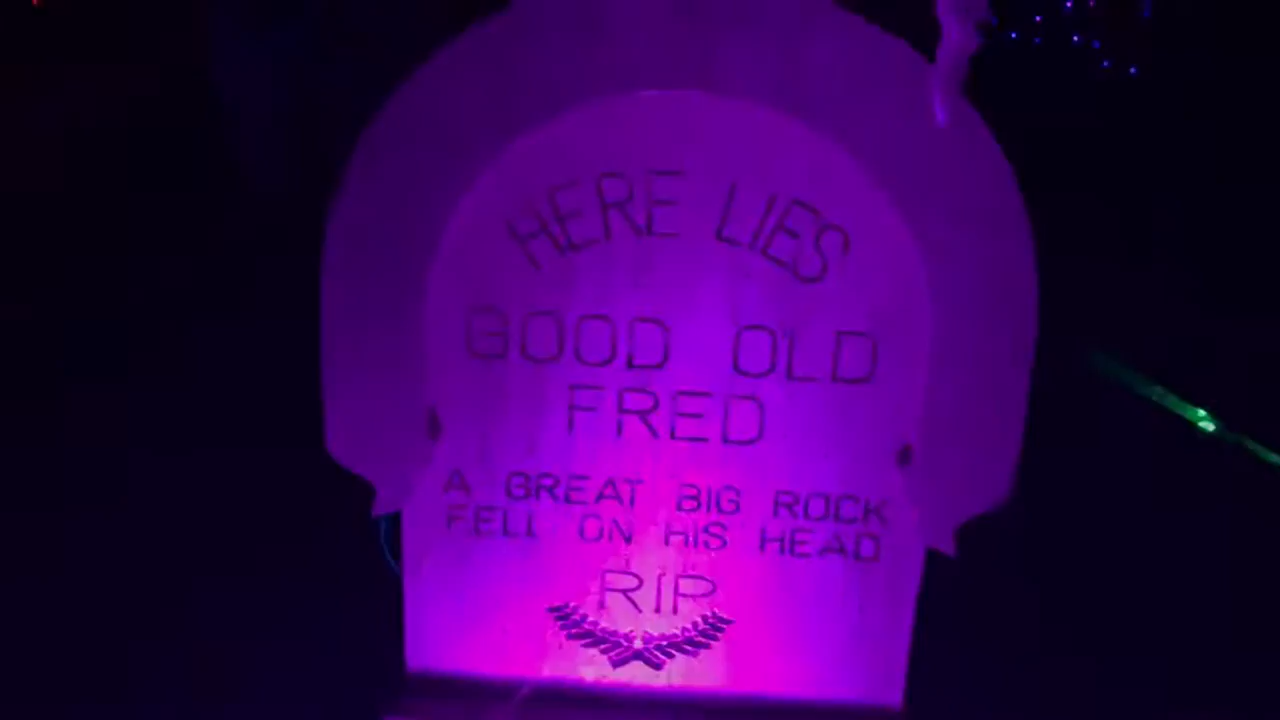 HERE LIES
GOOD OLD
FRED
A GREAT BIG ROCK
FELL ON HIS HEAD
RIP